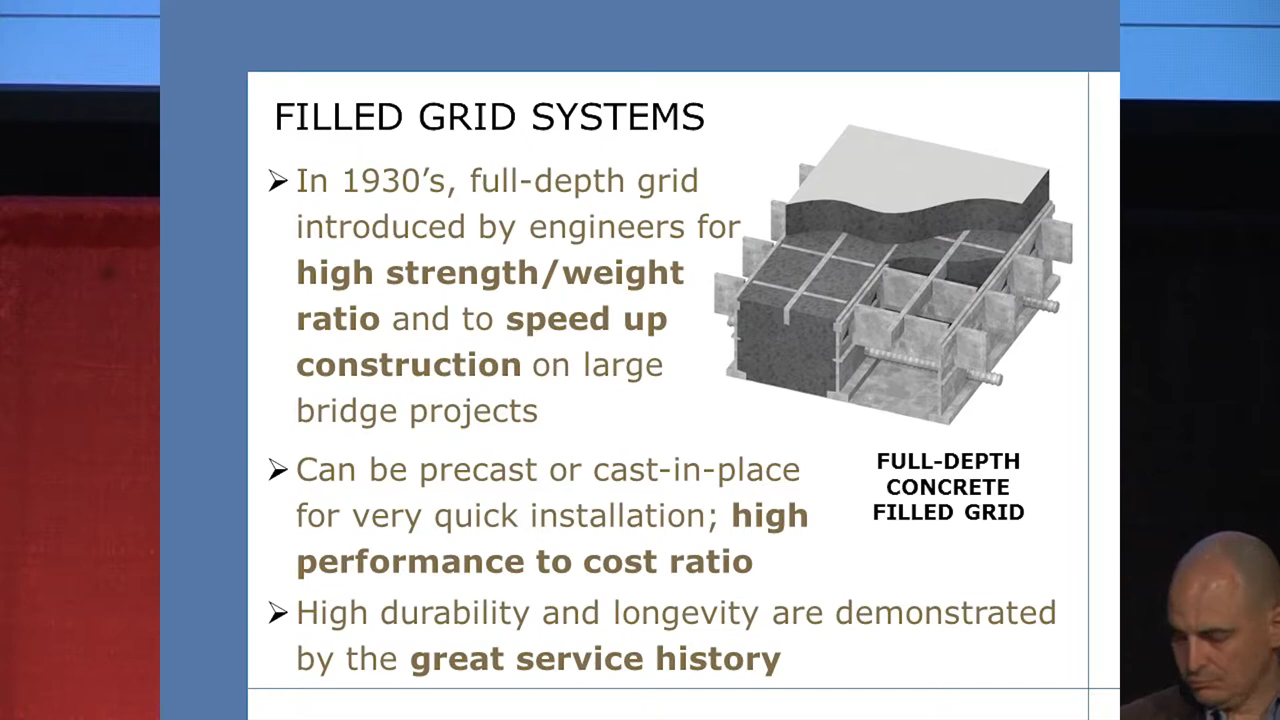 FILLED GRID SYSTEMS
➢ In 1930’s, full-depth grid
introduced by engineers for
high strength/weight
ratio and to speed up
construction on large
bridge projects
➢ Can be precast or cast-in-place
for very quick installation; high
performance to cost ratio
➢ High durability and longevity are demonstrated
by the great service history
FULL-DEPTH
CONCRETE
FILLED GRID